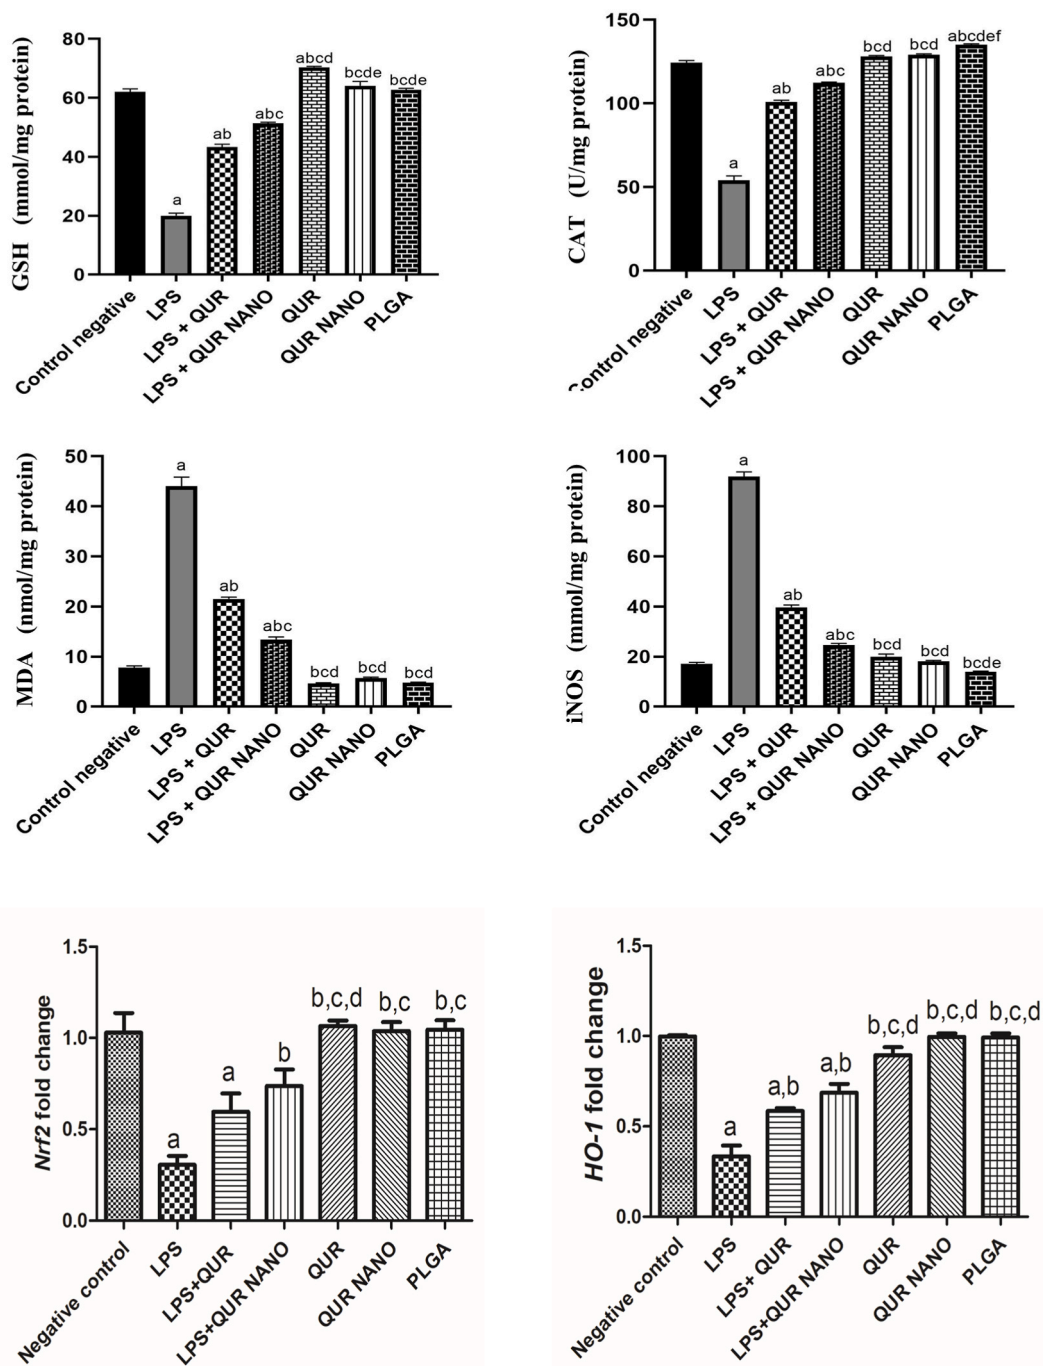 GSH (mmol/mg protein)
80
60
40
20
0
a
ab
abc
abcd
bcde
bcde
Control negative
LPS
LPS + QUR
LPS + QUR NANO
QUR
QUR NANO
PLGA
CAT (U/mg protein)
150
100
50
0
a
ab
abc
bcd
bcd
abcdef
ontrol negative
LPS
LPS + QUR
LPS + QUR NANO
QUR
QUR NANO
PLGA
MDA (nmol/mg protein)
50
40
30
20
10
0
a
ab
abc
bcd
bcd
bcd
Control negative
LPS
LPS + QUR
LPS + QUR NANO
QUR
QUR NANO
PLGA
iNOS (mmol/mg protein)
100
80
60
40
20
0
a
ab
abc
bcd
bcd
bcde
Control negative
LPS
LPS + QUR
LPS + QUR NANO
QUR
QUR NANO
PLGA
Nrf2 fold change
1.5
1.0
0.5
0.0
a
a
b
b,c,d
b,c
b,c
Negative control
LPS
LPS+QUR
LPS+QUR NANO
QUR
QUR NANO
PLGA
HO-1 fold change
1.5
1.0
0.5
0.0
a
a,b
a,b
b,c,d
b,c,d
b,c,d
Negative control
LPS
LPS+ QUR
LPS+QUR NANO
QUR
QUR NANO
PLGA